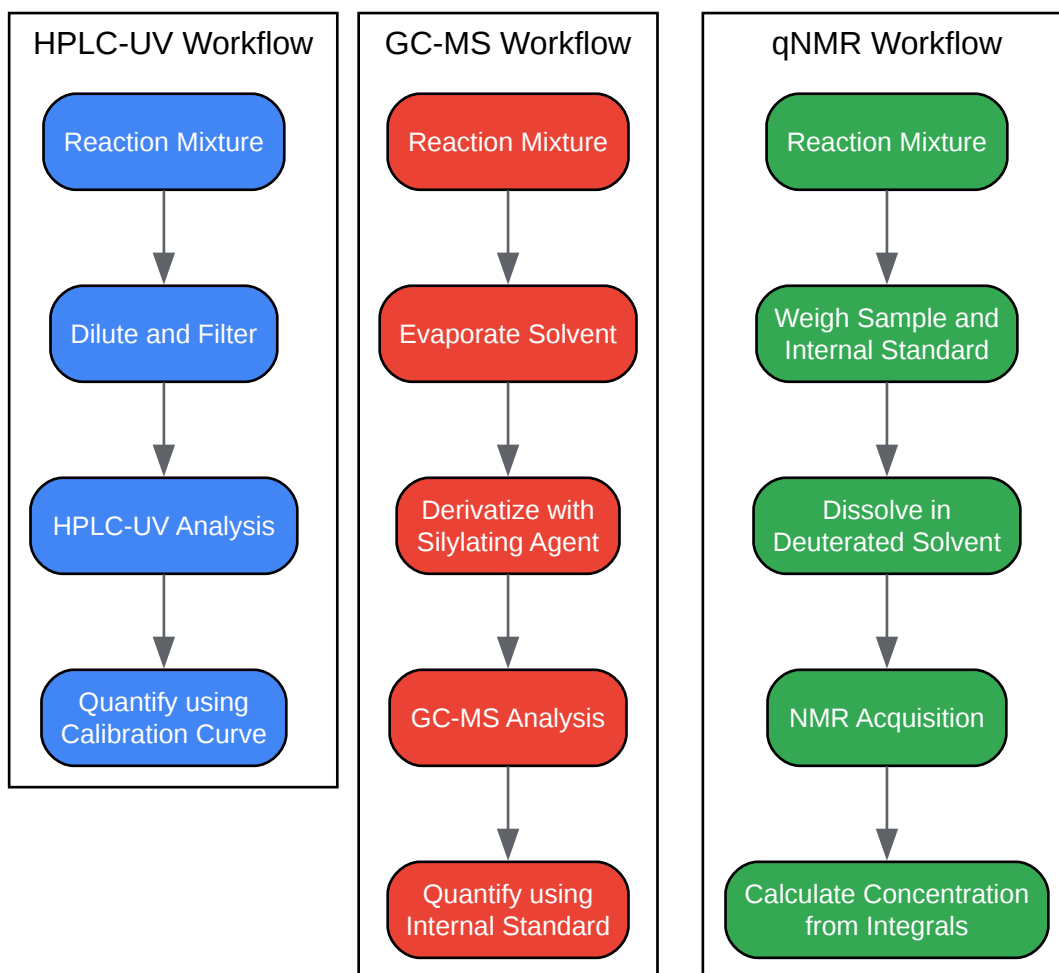 HPLC-UV Workflow
Reaction Mixture
Dilute and Filter
HPLC-UV Analysis
Quantify using
Calibration Curve
GC-MS Workflow
Reaction Mixture
Evaporate Solvent
Derivatize with
Silylating Agent
GC-MS Analysis
Quantify using
Internal Standard
qNMR Workflow
Reaction Mixture
Weigh Sample and
Internal Standard
Dissolve in
Deuterated Solvent
NMR Acquisition
Calculate Concentration
from Integrals